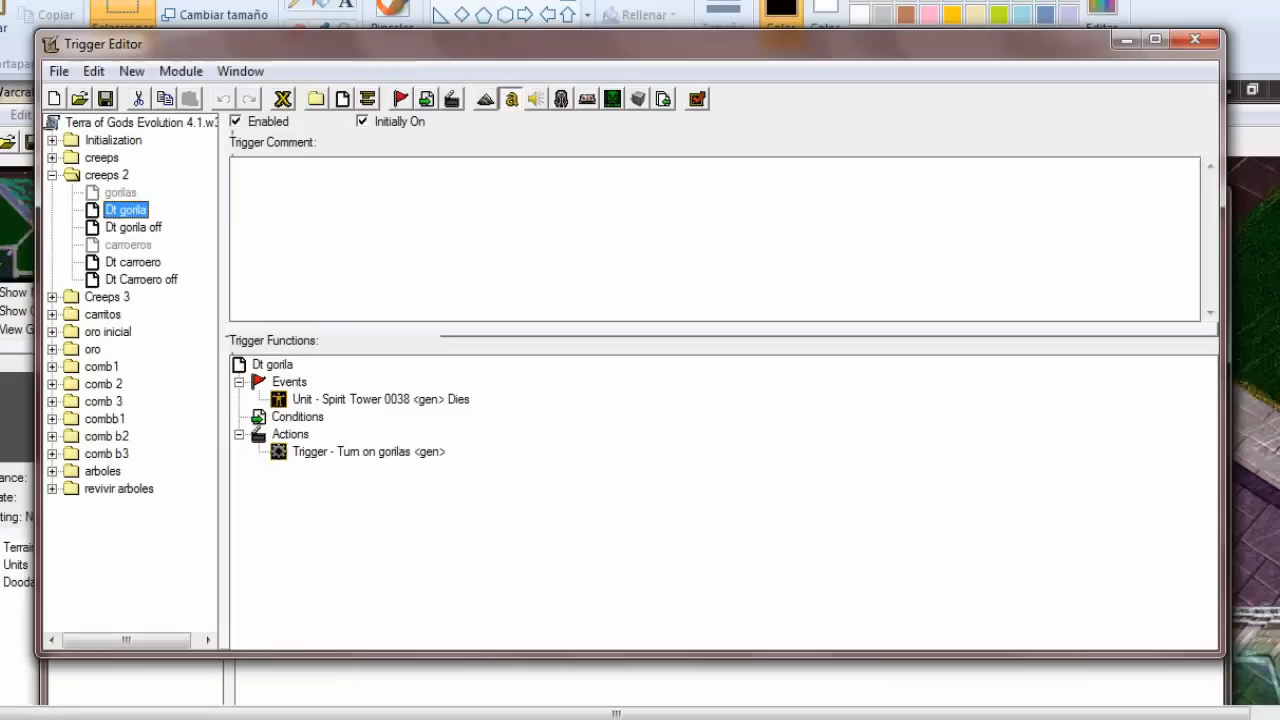 Copiar
Cambiar tamaño
Rellenar
Seleccionar
Trigger Editor
File Edit New Module Window
Terra of Gods Evolution 4.1.w3
Initialization
creeps
creeps 2
gorilas
Dt gorila
Dt gorila off
carroeros
Dt carroero
Dt Carroero off
Creeps 3
carritos
oro inicial
oro
comb1
comb 2
comb 3
combb1
comb b2
comb b3
arboles
revivir arboles
Enabled
Initially On
Trigger Comment:
Trigger Functions:
Dt gorila
Events
Unit - Spirit Tower 0038 <gen> Dies
Conditions
Actions
Trigger - Turn on gorilas <gen>
Edit
Show
Show
View
Units